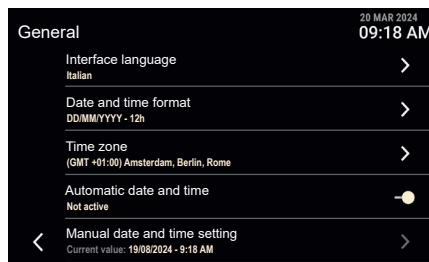 20 MAR 2024
General
09:18 AM
Interface language
Italian
Date and time format
DD/MM/YYYY - 12h
Time zone
(GMT +01:00) Amsterdam, Berlin, Rome
Automatic date and time
Not active
Manual date and time setting
Current value: 19/08/2024 - 9:18 AM